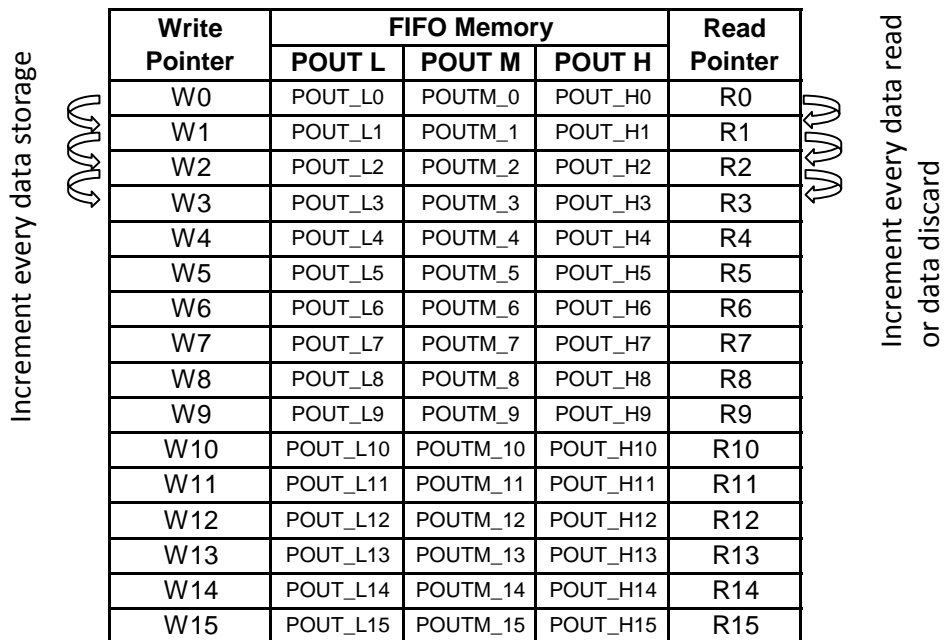 Increment every data storage
Write Pointer FIFO Memory Read Pointer
POUT L POUT M POUT H
W0 POUT_L0 POUTM_0 POUT_H0 R0
W1 POUT_L1 POUTM_1 POUT_H1 R1
W2 POUT_L2 POUTM_2 POUT_H2 R2
W3 POUT_L3 POUTM_3 POUT_H3 R3
W4 POUT_L4 POUTM_4 POUT_H4 R4
W5 POUT_L5 POUTM_5 POUT_H5 R5
W6 POUT_L6 POUTM_6 POUT_H6 R6
W7 POUT_L7 POUTM_7 POUT_H7 R7
W8 POUT_L8 POUTM_8 POUT_H8 R8
W9 POUT_L9 POUTM_9 POUT_H9 R9
W10 POUT_L10 POUTM_10 POUT_H10 R10
W11 POUT_L11 POUTM_11 POUT_H11 R11
W12 POUT_L12 POUTM_12 POUT_H12 R12
W13 POUT_L13 POUTM_13 POUT_H13 R13
W14 POUT_L14 POUTM_14 POUT_H14 R14
W15 POUT_L15 POUTM_15 POUT_H15 R15
Increment every data read
or data discard